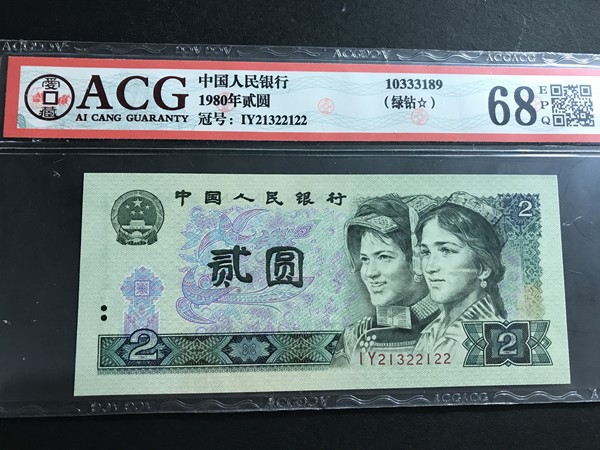 ACG
AI CANG GUARANTY
中国人民银行
1980年贰圆
冠号: IY21322122
10333189
(绿钻☆)
68
EPQ
中国人民银行
贰圆
2
2
2
IY21322122